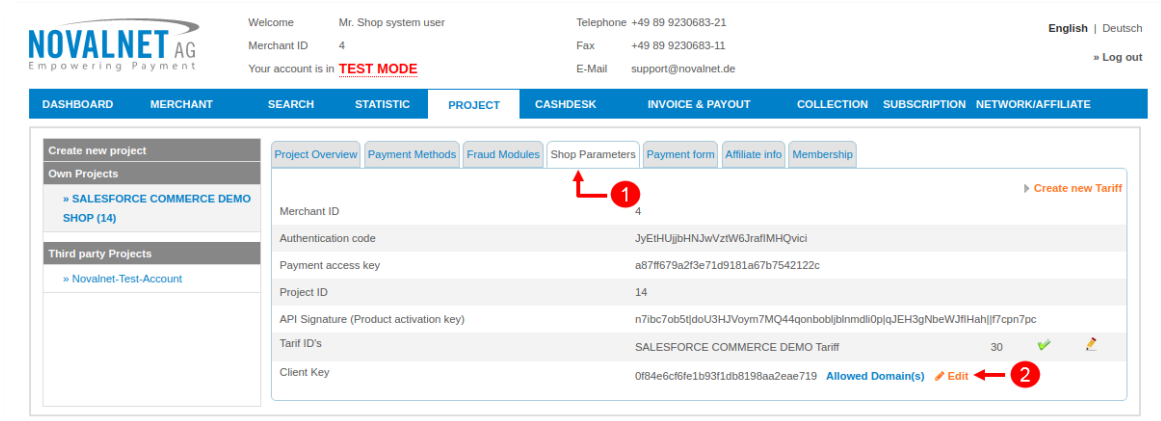 NOVALNET AG
Empowering Payment
Welcome Mr. Shop system user
Merchant ID 4
Your account is in TEST MODE
Telephone +49 89 9230683-21
Fax +49 89 9230683-11
E-Mail support@novalnet.de
English | Deutsch
» Log out
DASHBOARD MERCHANT SEARCH STATISTIC PROJECT CASHDESK INVOICE & PAYOUT COLLECTION SUBSCRIPTION NETWORK/AFFILIATE
Create new project
Own Projects
» SALESFORCE COMMERCE DEMO
SHOP (14)
Third party Projects
» Novalnet-Test-Account
Project Overview Payment Methods Fraud Modules Shop Parameters Payment form Affiliate info Membership
1
Create new Tariff
Merchant ID 4
Authentication code JyEtHUjjbHNJwVztW6JraflMHQvici
Payment access key a87ff679a2f3e71d9181a67b7542122c
Project ID 14
API Signature (Product activation key) n7ibc7ob5t|doU3HJVoym7MQ44qonbobljblnmdli0p|qJEH3gNbeWJflHah||f7cpn7pc
Tarif ID's SALESFORCE COMMERCE DEMO Tariff 30
Client Key 0f84e6cf6fe1b93f1db8198aa2eae719 Allowed Domain(s) Edit 2